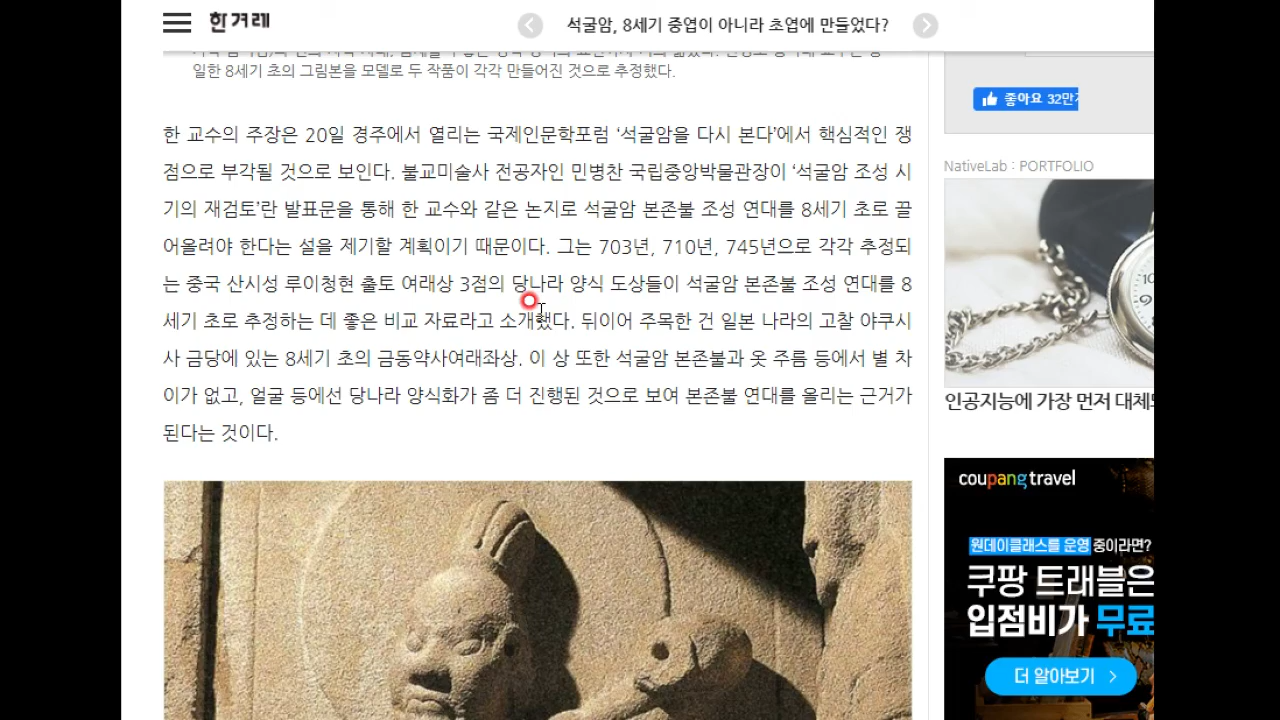 한겨레
석굴암, 8세기 중엽이 아니라 초엽에 만들었다?
일한 8세기 초의 그림본을 모델로 두 작품이 각각 만들어진 것으로 추정했다.
한 교수의 주장은 20일 경주에서 열리는 국제인문학포럼 ‘석굴암을 다시 본다’에서 핵심적인 쟁
점으로 부각될 것으로 보인다. 불교미술사 전공자인 민병찬 국립중앙박물관장이 ‘석굴암 조성 시
기의 재검토’란 발표문을 통해 한 교수와 같은 논지로 석굴암 본존불 조성 연대를 8세기 초로 끌
어올려야 한다는 설을 제기할 계획이기 때문이다. 그는 703년, 710년, 745년으로 각각 추정되
는 중국 산시성 루이청현 출토 여래상 3점의 당나라 양식 도상들이 석굴암 본존불 조성 연대를 8
세기 초로 추정하는 데 좋은 비교 자료라고 소개했다. 뒤이어 주목한 건 일본 나라의 고찰 야쿠시
사 금당에 있는 8세기 초의 금동약사여래좌상. 이 상 또한 석굴암 본존불과 옷 주름 등에서 별 차
이가 없고, 얼굴 등에선 당나라 양식화가 좀 더 진행된 것으로 보여 본존불 연대를 올리는 근거가
된다는 것이다.
좋아요 32만
NativeLab : PORTFOLIO
인공지능에 가장 먼저 대체
coupang travel
원데이클래스를 운영 중이라면?
쿠팡 트래블은
입점비가 무료
더 알아보기